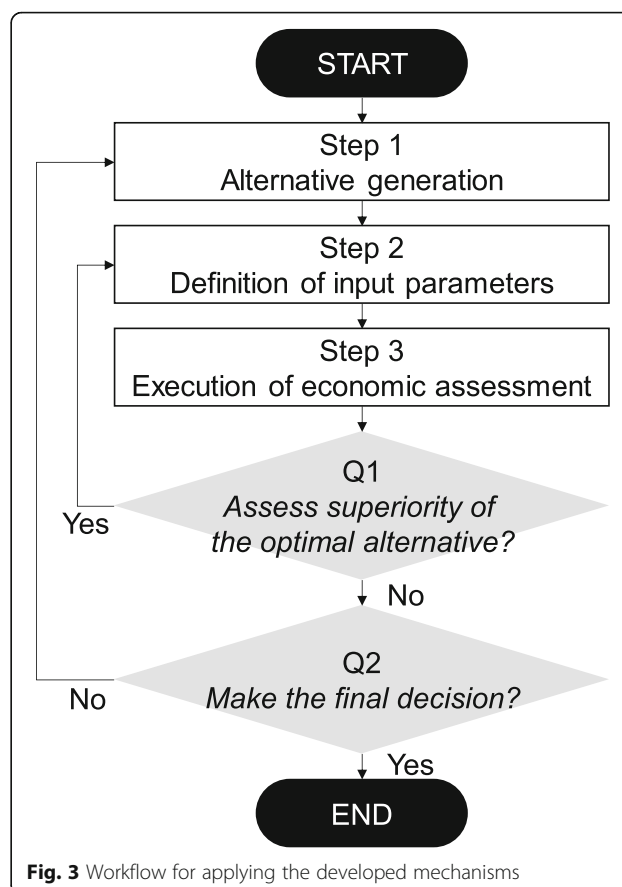 START
Step 1
Alternative generation
Step 2
Definition of input parameters
Step 3
Execution of economic assessment
Q1
Assess superiority of
the optimal alternative?
Yes
No
Q2
Make the final decision?
No
Yes
END
Fig. 3 Workflow for applying the developed mechanisms